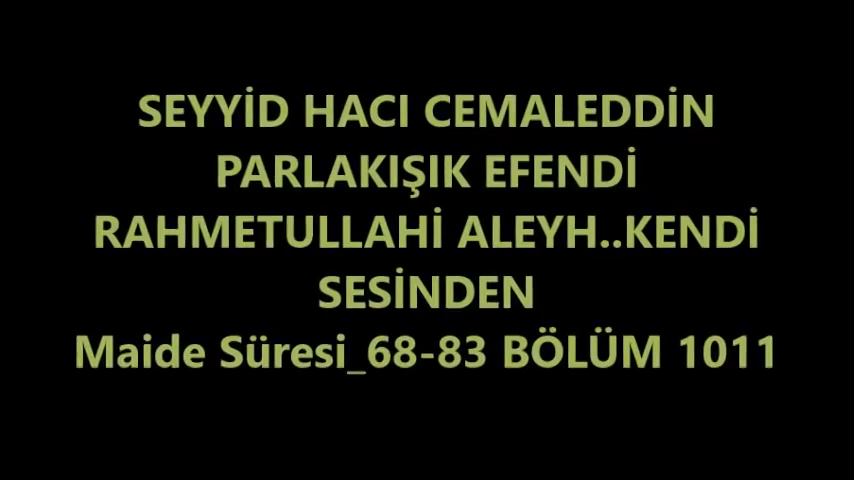 SEYYİD HACI CEMALEDDİN
PARLAKIŞIK EFENDİ
RAHMETULLAHİ ALEYH..KENDİ
SESİNDEN
Maide Süresi_68-83 BÖLÜM 1011